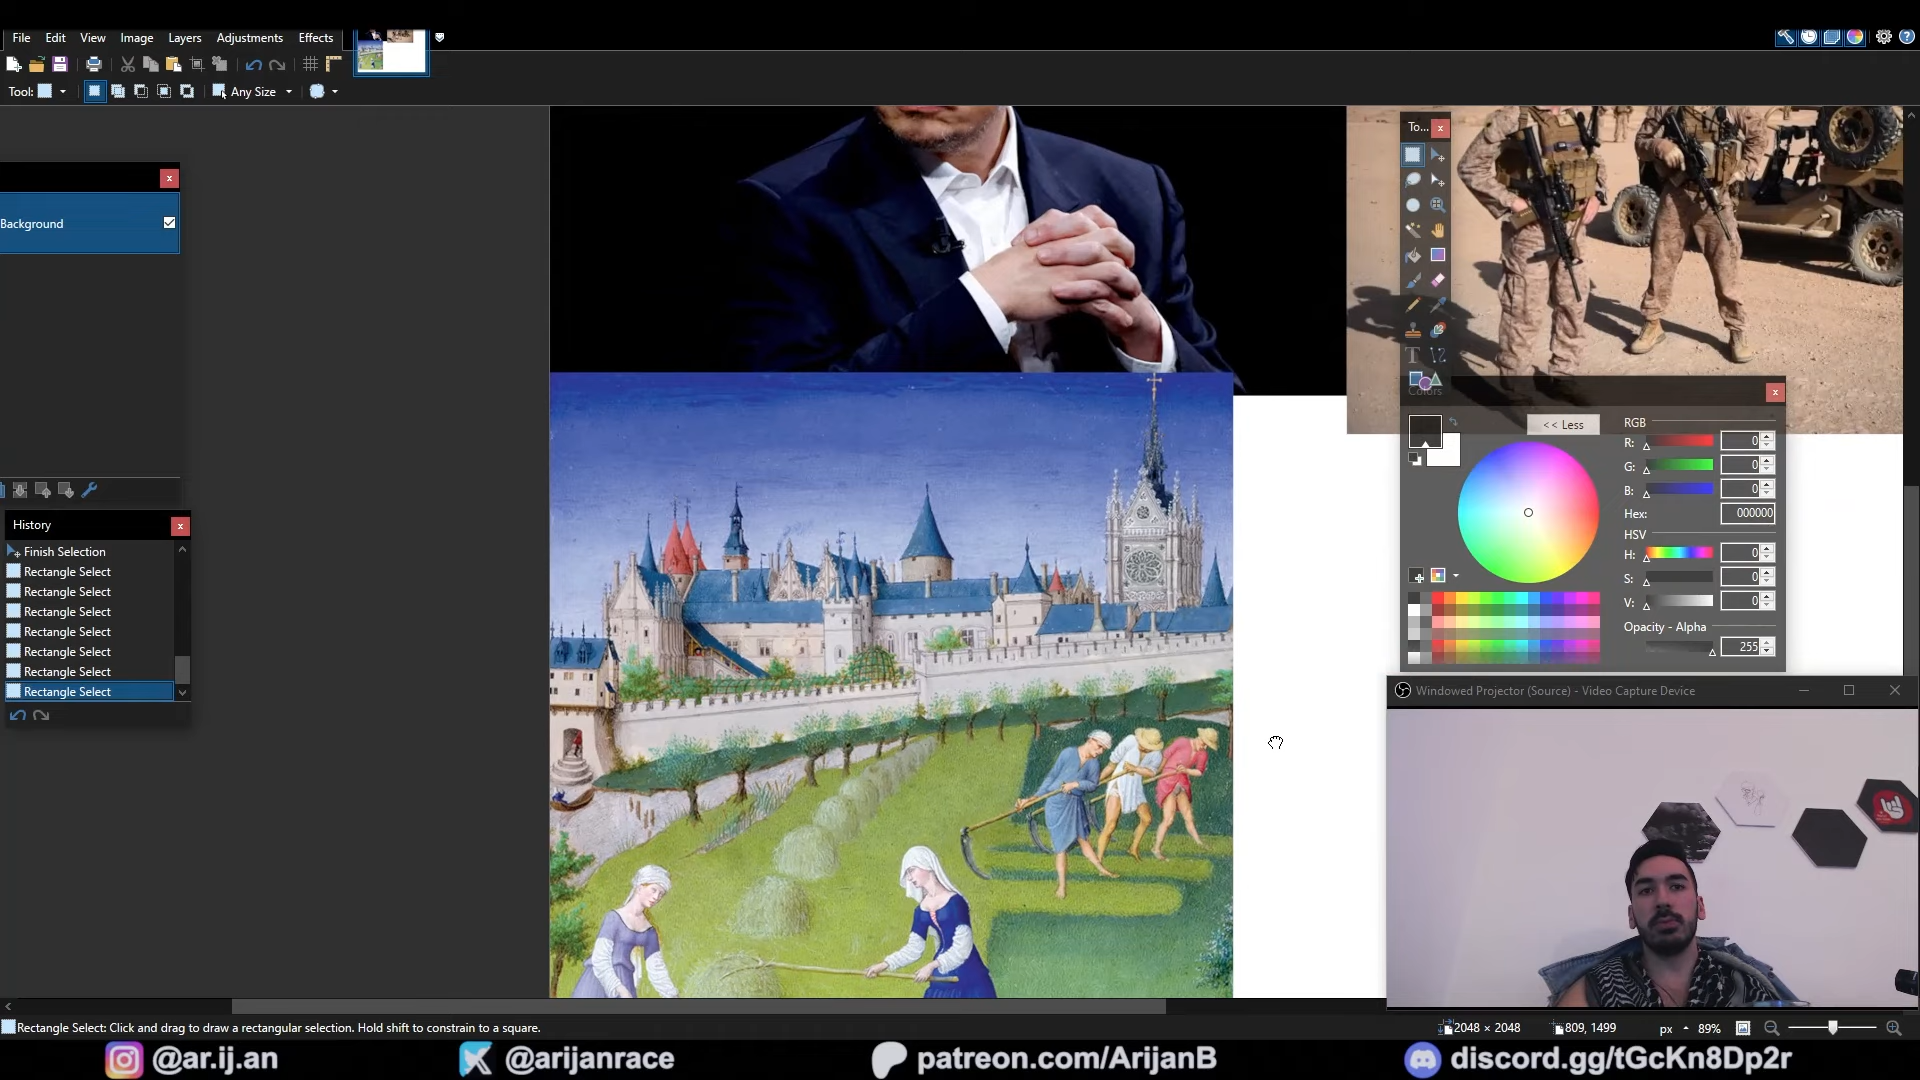 File Edit View Image Layers Adjustments Effects
Tool: Any Size
To...
Background
Colors
<< Less
RGB
R: 0
G: 0
B: 0
Hex: 000000
HSV
H: 0
S: 0
V: 0
Opacity - Alpha
255
History
Finish Selection
Rectangle Select
Rectangle Select
Rectangle Select
Rectangle Select
Rectangle Select
Rectangle Select
Rectangle Select
Windowed Projector (Source) - Video Capture Device
Rectangle Select: Click and drag to draw a rectangular selection. Hold shift to constrain to a square.
2048 × 2048 809, 1499 px 89%
@ar.ij.an @arijanrace patreon.com/ArijanB discord.gg/tGcKn8Dp2r